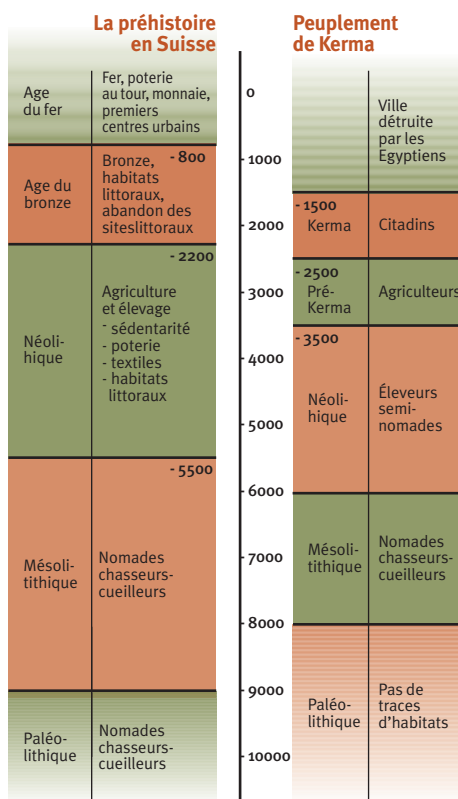 La préhistoire
en Suisse
Age
du fer
Fer, poterie
au tour, monnaie,
premiers
centres urbains
- 800
Age du
bronze
Bronze,
habitats
littoraux,
abandon des
siteslittoraux
- 2200
Néoli-
hique
Agriculture
et élevage
- sédentarité
- poterie
- textiles
- habitats
littoraux
- 5500
Mésoli-
tithique
Nomades
chasseurs-
cueilleurs
Paléo-
lithique
Nomades
chasseurs-
cueilleurs
0
- 1000
- 2000
- 3000
- 4000
- 5000
- 6000
- 7000
- 8000
- 9000
- 10000
Peuplement
de Kerma
Ville
détruite
par les
Egyptiens
- 1500
Kerma
Citadins
- 2500
Pré-
Kerma
Agriculteurs
- 3500
Néoli-
hique
Éleveurs
semi-
nomades
Mésoli-
tithique
Nomades
chasseurs-
cueilleurs
Paléo-
lithique
Pas de
traces
d'habitats